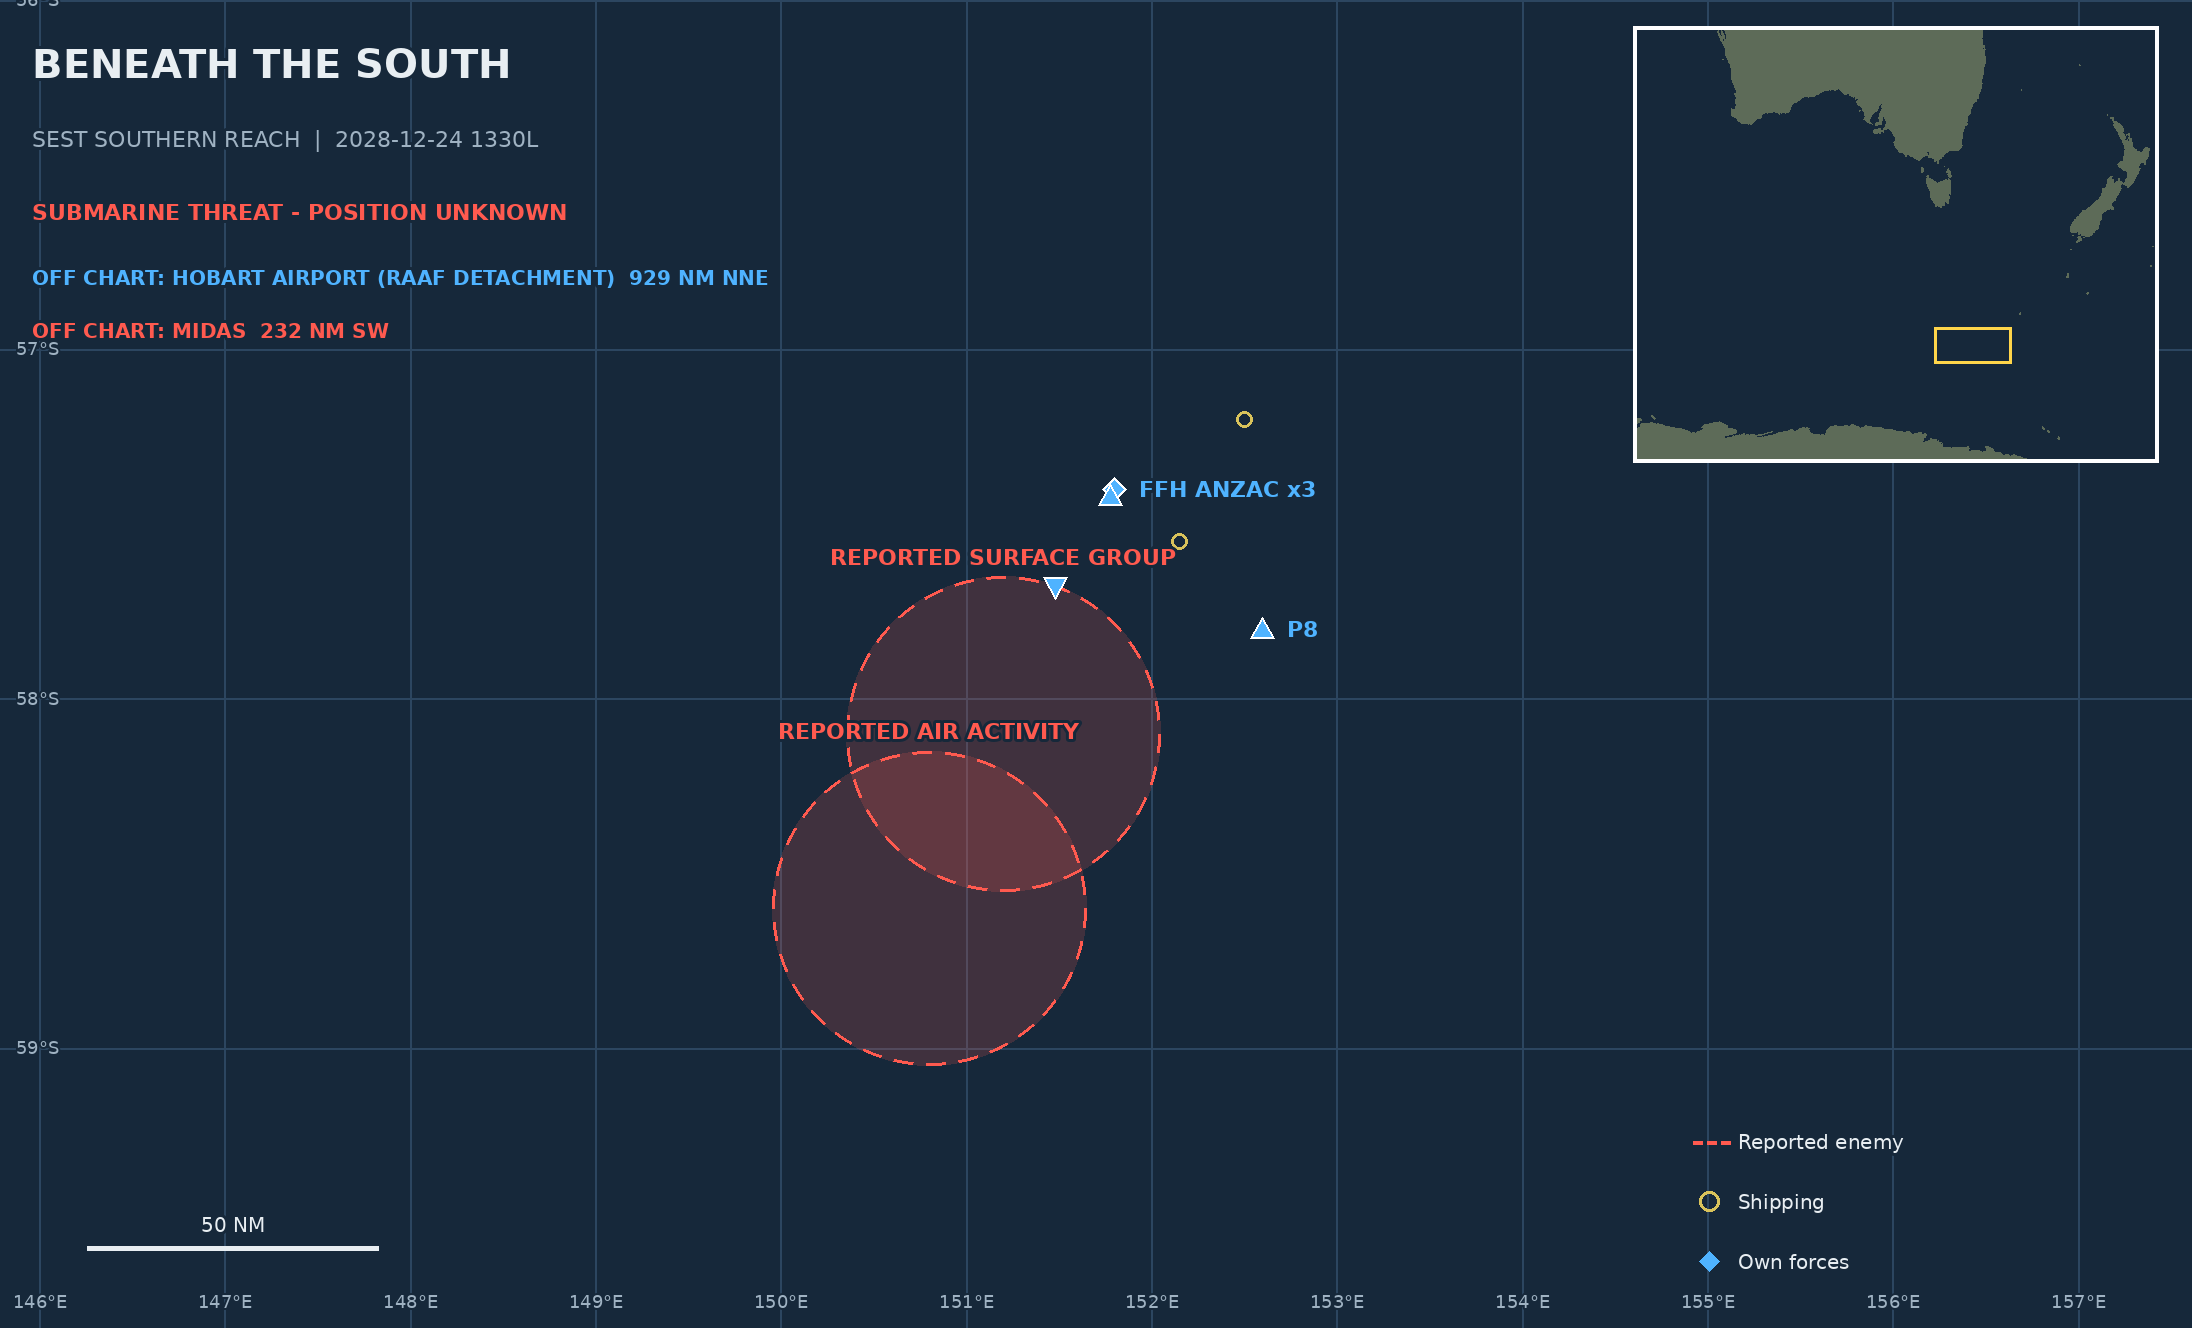 56°S
BENEATH THE SOUTH
SEST SOUTHERN REACH | 2028-12-24 1330L
SUBMARINE THREAT - POSITION UNKNOWN
OFF CHART: HOBART AIRPORT (RAAF DETACHMENT) 929 NM NNE
OFF CHART: MIDAS 232 NM SW
57°S
FFH ANZAC x3
REPORTED SURFACE GROUP
P8
58°S
REPORTED AIR ACTIVITY
59°S
Reported enemy
Shipping
Own forces
50 NM
146°E
147°E
148°E
149°E
150°E
151°E
152°E
153°E
154°E
155°E
156°E
157°E